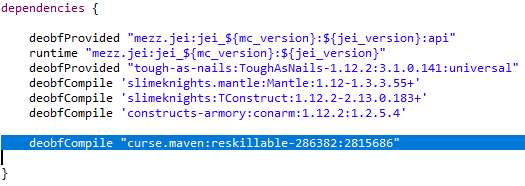 dependencies {
deobfProvided "mezz.jei:jei_${mc_version}:${jei_version}:api"
runtime "mezz.jei:jei_${mc_version}:${jei_version}"
deobfProvided "tough-as-nails:ToughAsNails-1.12.2:3.1.0.141:universal"
deobfCompile 'slimeknights.mantle:Mantle:1.12-1.3.3.55+'
deobfCompile 'slimeknights:TConstruct:1.12.2-2.13.0.183+'
deobfCompile 'constructs-armory:conarm:1.12.2:1.2.5.4'
deobfCompile "curse.maven:reskillable-286382:2815686"
}